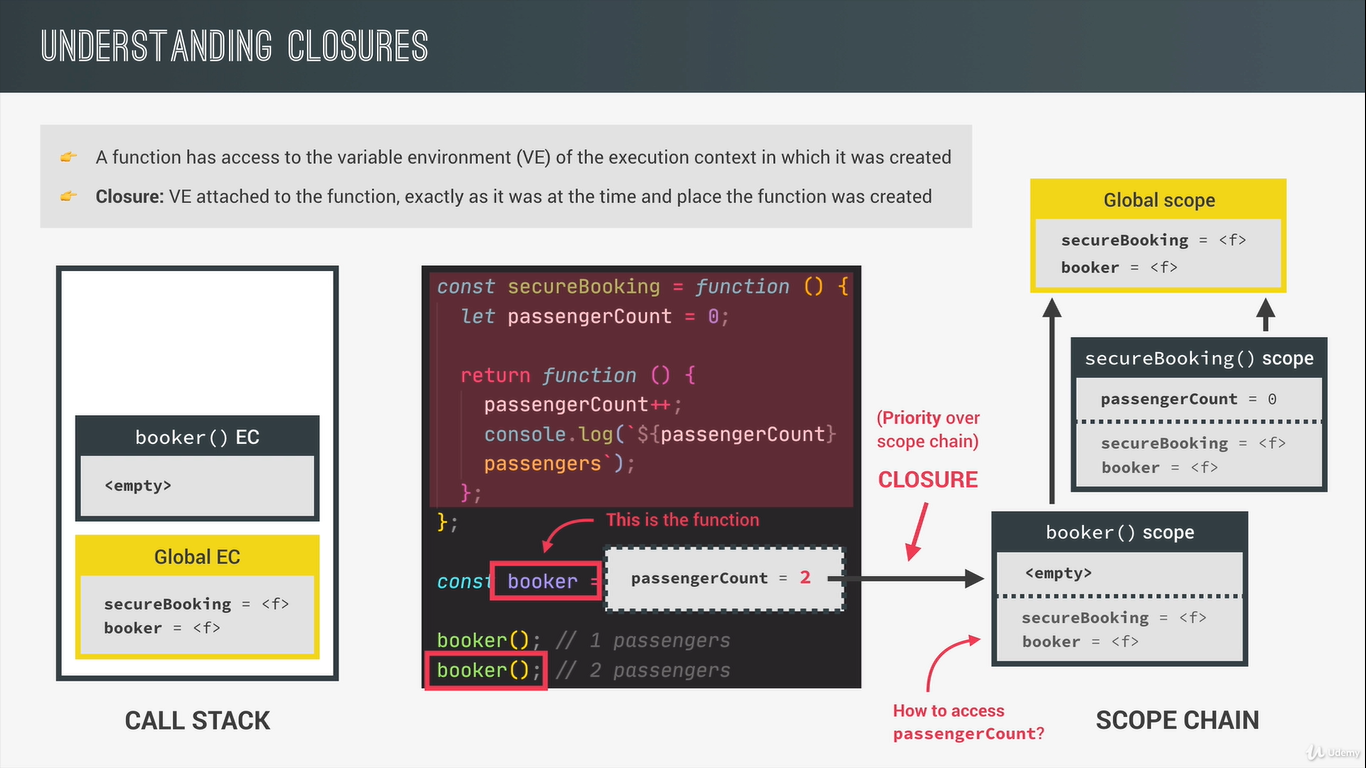 UNDERSTANDING CLOSURES
👉 A function has access to the variable environment (VE) of the execution context in which it was created
👉 Closure: VE attached to the function, exactly as it was at the time and place the function was created
booker() EC
<empty>
Global EC
secureBooking = <f>
booker = <f>
CALL STACK
const secureBooking = function () {
let passengerCount = 0;
return function () {
passengerCount++;
console.log(`${passengerCount}
passengers`);
};
};
This is the function
const booker =
passengerCount = 2
booker(); // 1 passengers
booker(); // 2 passengers
(Priority over
scope chain)
CLOSURE
Global scope
secureBooking = <f>
booker = <f>
secureBooking() scope
passengerCount = 0
secureBooking = <f>
booker = <f>
booker() scope
<empty>
secureBooking = <f>
booker = <f>
How to access
passengerCount?
SCOPE CHAIN
Udemy